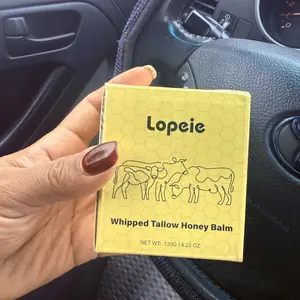 Lopeie
Whipped Tallow Honey Balm
NET WT: 120G / 4.23 OZ